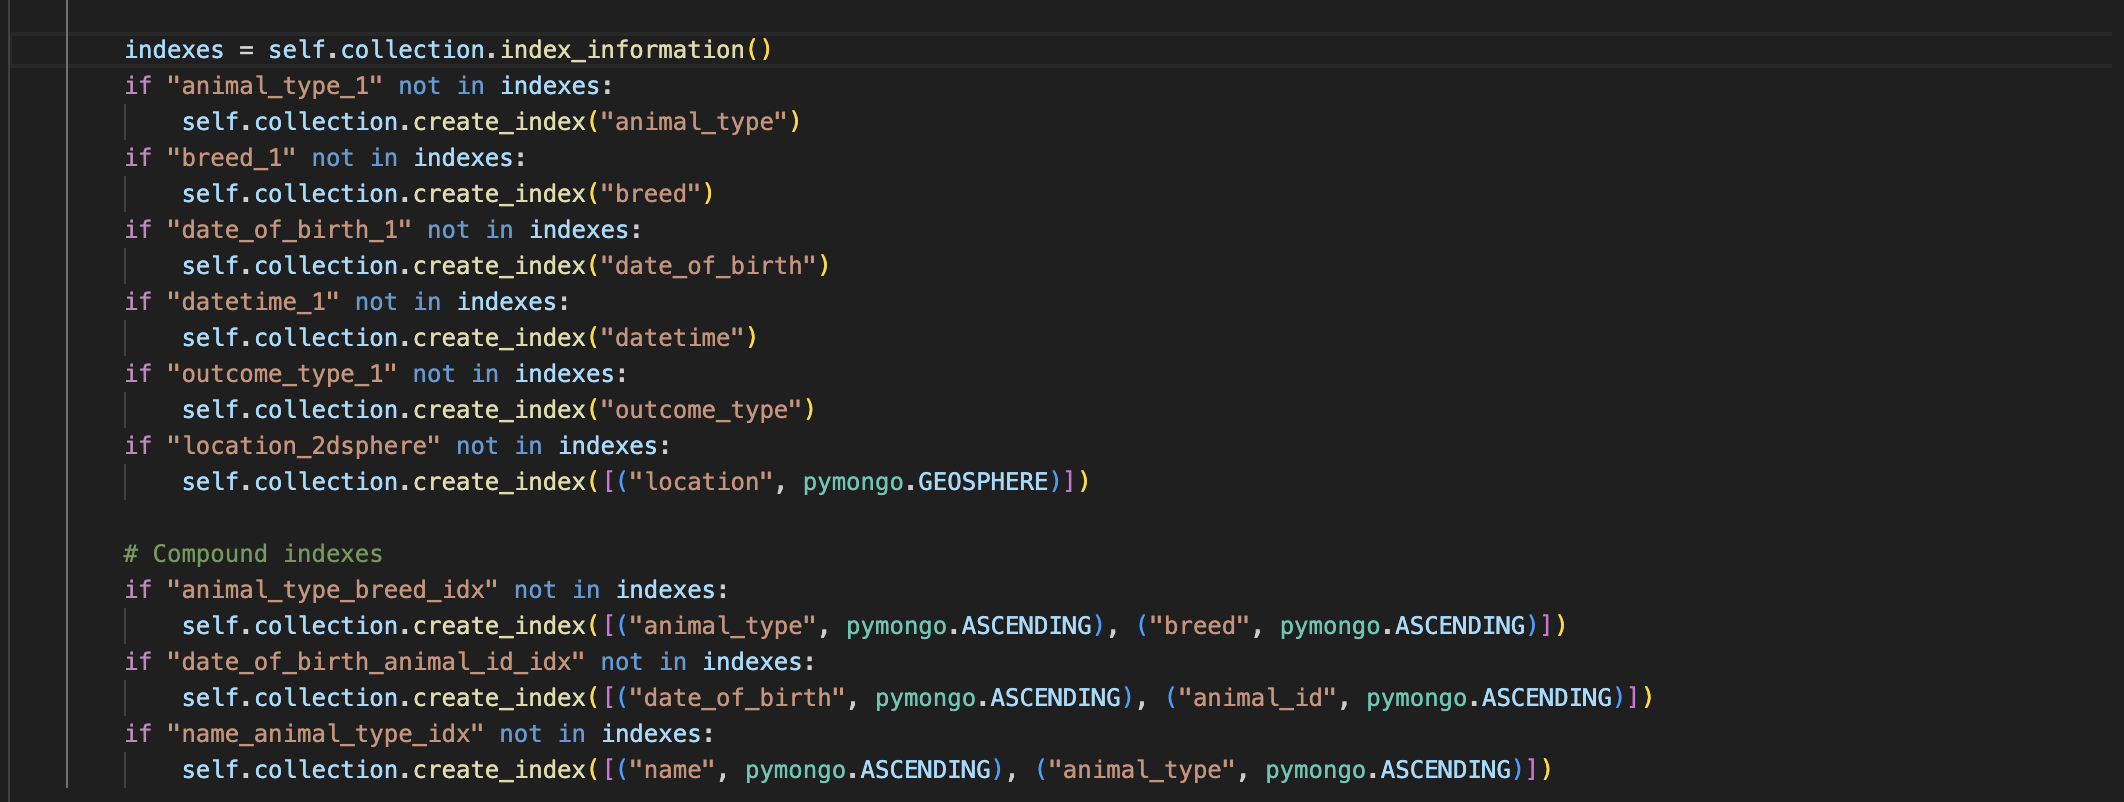 indexes = self.collection.index_information()
if "animal_type_1" not in indexes:
    self.collection.create_index("animal_type")
if "breed_1" not in indexes:
    self.collection.create_index("breed")
if "date_of_birth_1" not in indexes:
    self.collection.create_index("date_of_birth")
if "datetime_1" not in indexes:
    self.collection.create_index("datetime")
if "outcome_type_1" not in indexes:
    self.collection.create_index("outcome_type")
if "location_2dsphere" not in indexes:
    self.collection.create_index([("location", pymongo.GEOSPHERE)])
# Compound indexes
if "animal_type_breed_idx" not in indexes:
    self.collection.create_index([("animal_type", pymongo.ASCENDING), ("breed", pymongo.ASCENDING)])
if "date_of_birth_animal_id_idx" not in indexes:
    self.collection.create_index([("date_of_birth", pymongo.ASCENDING), ("animal_id", pymongo.ASCENDING)])
if "name_animal_type_idx" not in indexes:
    self.collection.create_index([("name", pymongo.ASCENDING), ("animal_type", pymongo.ASCENDING)])